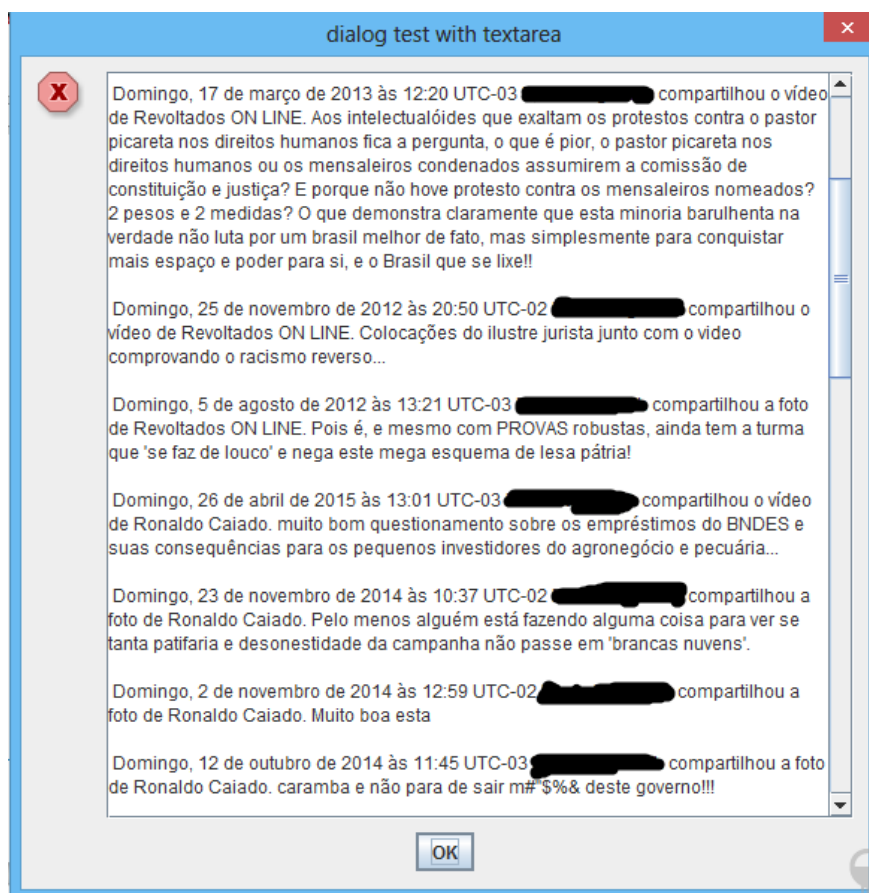 dialog test with textarea
Domingo, 17 de março de 2013 às 12:20 UTC-03 compartilhou o vídeo
de Revoltados ON LINE. Aos intelectualóides que exaltam os protestos contra o pastor
picareta nos direitos humanos fica a pergunta, o que é pior, o pastor picareta nos
direitos humanos ou os mensaleiros condenados assumirem a comissão de
constituição e justiça? E porque não hove protesto contra os mensaleiros nomeados?
2 pesos e 2 medidas? O que demonstra claramente que esta minoria barulhenta na
verdade não luta por um brasil melhor de fato, mas simplesmente para conquistar
mais espaço e poder para si, e o Brasil que se lixe!!
Domingo, 25 de novembro de 2012 às 20:50 UTC-02 compartilhou o
vídeo de Revoltados ON LINE. Colocações do ilustre jurista junto com o video
comprovando o racismo reverso...
Domingo, 5 de agosto de 2012 às 13:21 UTC-03 compartilhou a foto
de Revoltados ON LINE. Pois é, e mesmo com PROVAS robustas, ainda tem a turma
que 'se faz de louco' e nega este mega esquema de lesa pátria!
Domingo, 26 de abril de 2015 às 13:01 UTC-03 compartilhou o vídeo
de Ronaldo Caiado. muito bom questionamento sobre os empréstimos do BNDES e
suas consequências para os pequenos investidores do agronegócio e pecuária...
Domingo, 23 de novembro de 2014 às 10:37 UTC-02 compartilhou a
foto de Ronaldo Caiado. Pelo menos alguém está fazendo alguma coisa para ver se
tanta patifaria e desonestidade da campanha não passe em 'brancas nuvens'.
Domingo, 2 de novembro de 2014 às 12:59 UTC-02 compartilhou a
foto de Ronaldo Caiado. Muito boa esta
Domingo, 12 de outubro de 2014 às 11:45 UTC-03 compartilhou a foto
de Ronaldo Caiado. caramba e não para de sair m#"$%& deste governo!!!
OK